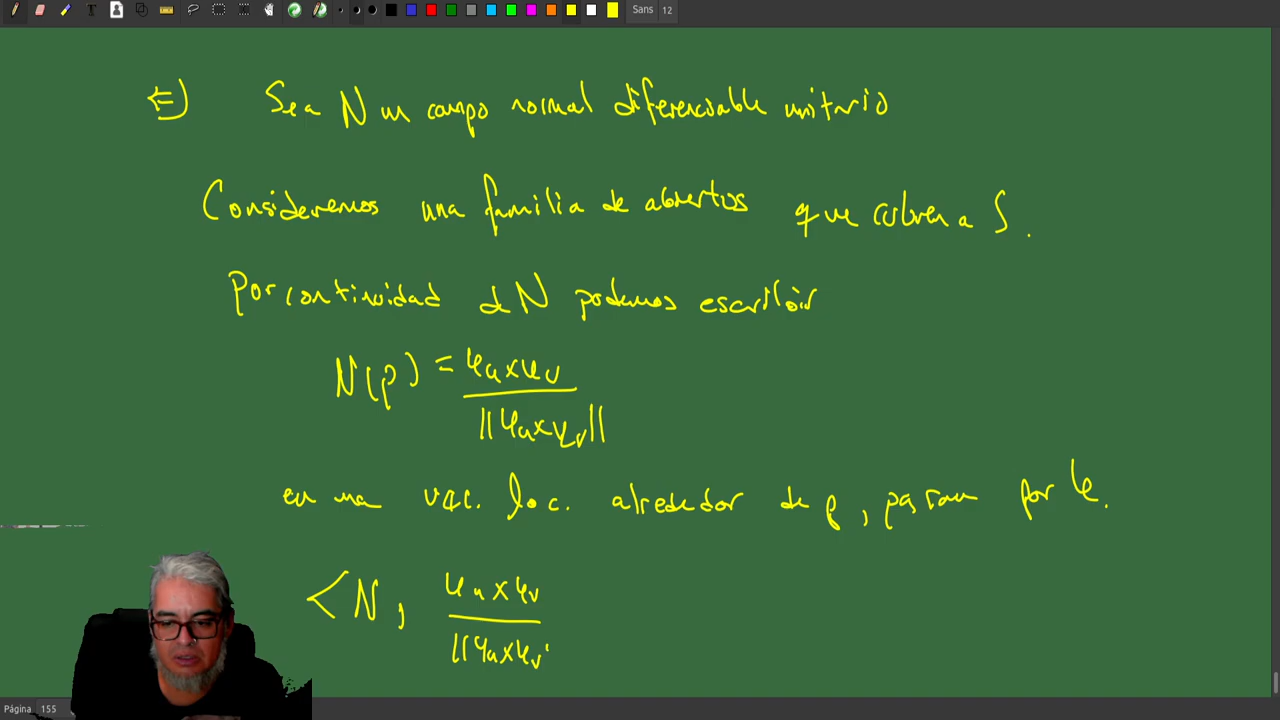 Sans 12
⇐) Sea N un campo normal diferenciable unitario
Consideremos una familia de abiertos que cubren a S.
Por continuidad de N podemos escribir
N(p) = φu×φv
||φu×φv||
en una vec. loc. alrededor de p, param por φ.
<N, φu×φv
||φu×φv
Página 155